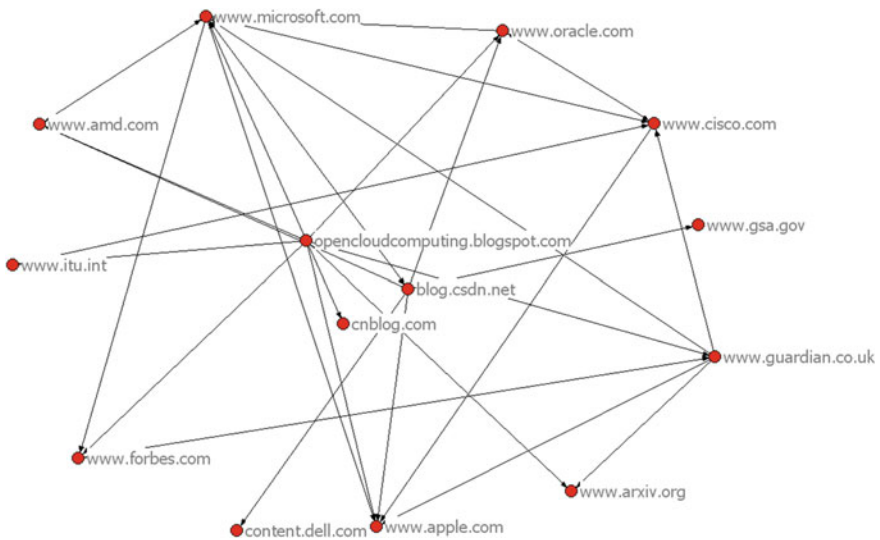 www.microsoft.com
www.oracle.com
www.amd.com
www.cisco.com
www.gsa.gov
opencloudcomputing.blogspot.com
www.itu.int
blog.csdn.net
cnblog.com
www.guardian.co.uk
www.forbes.com
www.arxiv.org
content.dell.com
www.apple.com